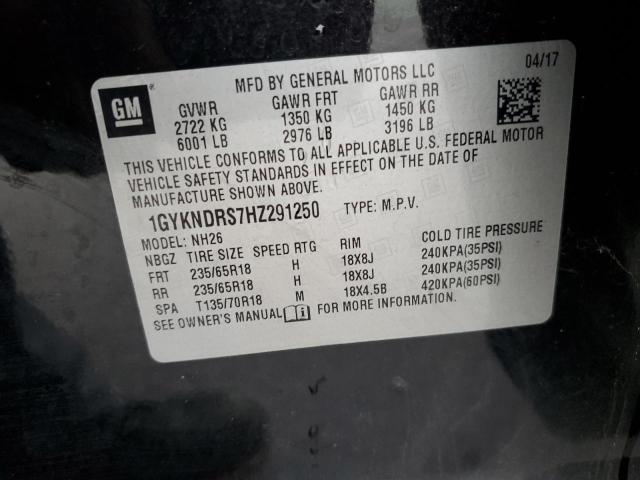 GM
MFD BY GENERAL MOTORS LLC
04/17
GVWR GAWR FRT GAWR RR
2722 KG 1350 KG 1450 KG
6001 LB 2976 LB 3196 LB
THIS VEHICLE CONFORMS TO ALL APPLICABLE U.S. FEDERAL MOTOR
VEHICLE SAFETY STANDARDS IN EFFECT ON THE DATE OF
MANUFACTURE SHOWN ABOVE.
1GYKNDRS7HZ291250 TYPE: M.P.V.
MODEL: NH26
NBGZ TIRE SIZE SPEED RTG RIM COLD TIRE PRESSURE
FRT 235/65R18 H 18X8J 240KPA(35PSI)
RR 235/65R18 H 18X8J 240KPA(35PSI)
SPA T135/70R18 M 18X4.5B 420KPA(60PSI)
SEE OWNER'S MANUAL FOR MORE INFORMATION.